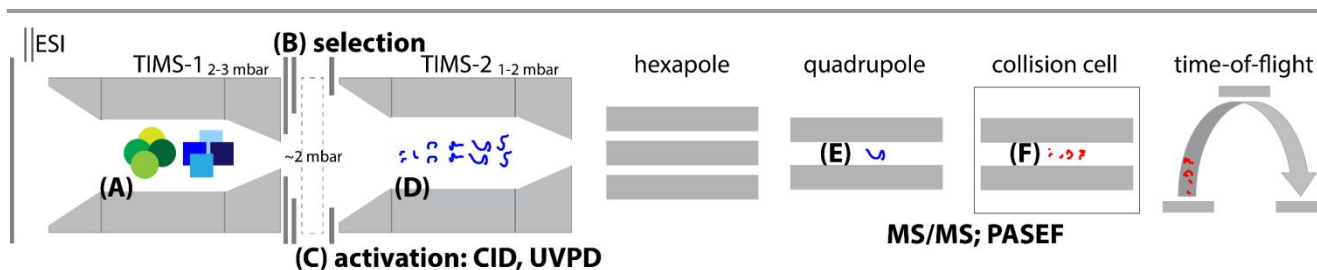 ESI
(B) selection
TIMS-1 2-3 mbar
TIMS-2 1-2 mbar
hexapole
quadrupole
collision cell
time-of-flight
~2 mbar
(A)
(D)
(E)
(F)
(C) activation: CID, UVPD
MS/MS; PASEF